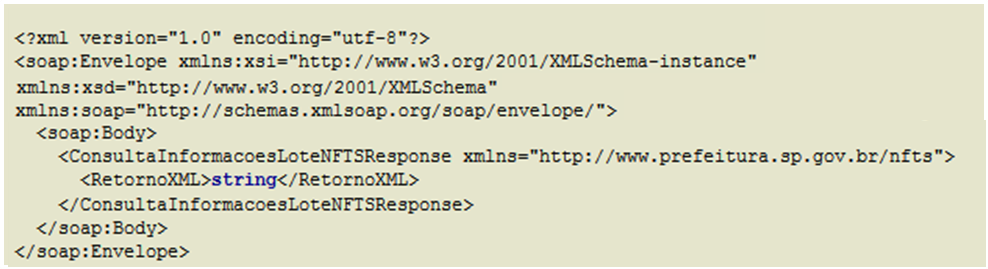 <?xml version="1.0" encoding="utf-8"?>
<soap:Envelope xmlns:xsi="http://www.w3.org/2001/XMLSchema-instance"
xmlns:xsd="http://www.w3.org/2001/XMLSchema"
xmlns:soap="http://schemas.xmlsoap.org/soap/envelope/">
  <soap:Body>
    <ConsultaInformacoesLoteNFTSResponse xmlns="http://www.prefeitura.sp.gov.br/nfts">
      <RetornoXML>string</RetornoXML>
    </ConsultaInformacoesLoteNFTSResponse>
  </soap:Body>
</soap:Envelope>